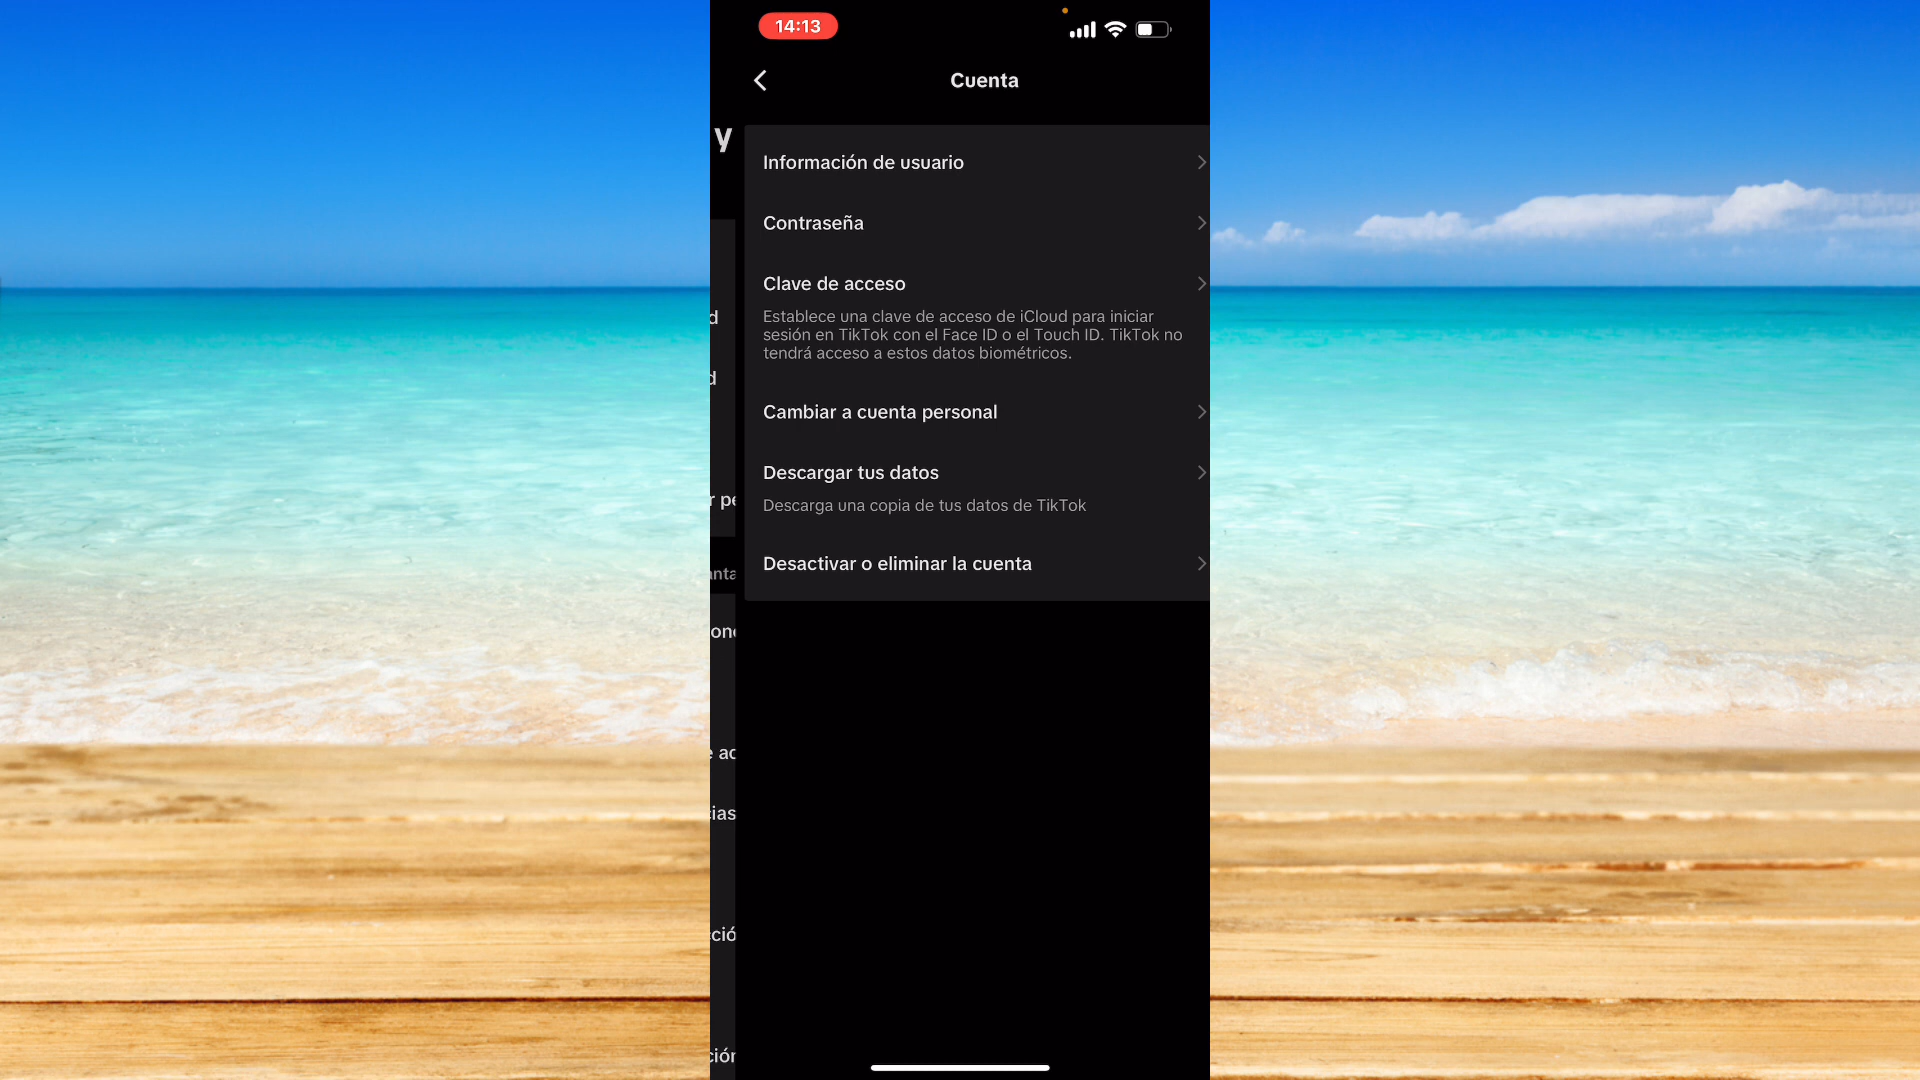 14:13
Cuenta
y
Información de usuario
Contraseña
Clave de acceso
Establece una clave de acceso de iCloud para iniciar
sesión en TikTok con el Face ID o el Touch ID. TikTok no
tendrá acceso a estos datos biométricos.
Cambiar a cuenta personal
Descargar tus datos
Descarga una copia de tus datos de TikTok
Desactivar o eliminar la cuenta